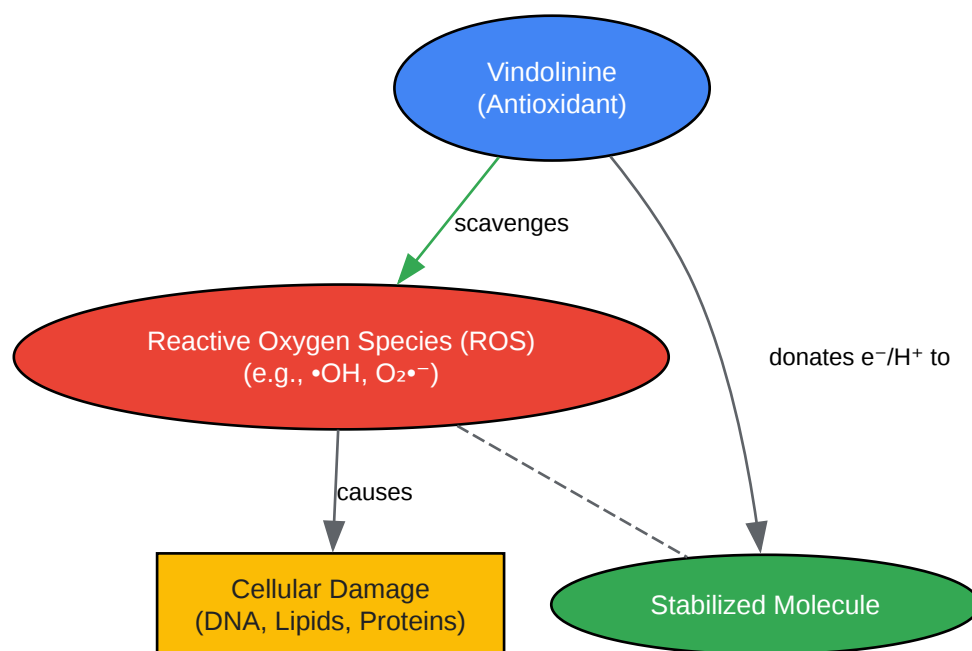 Vindolinine
(Antioxidant)
scavenges
Reactive Oxygen Species (ROS)
(e.g., •OH, O₂•⁻)
donates e⁻/H⁺ to
causes
Cellular Damage
(DNA, Lipids, Proteins)
Stabilized Molecule